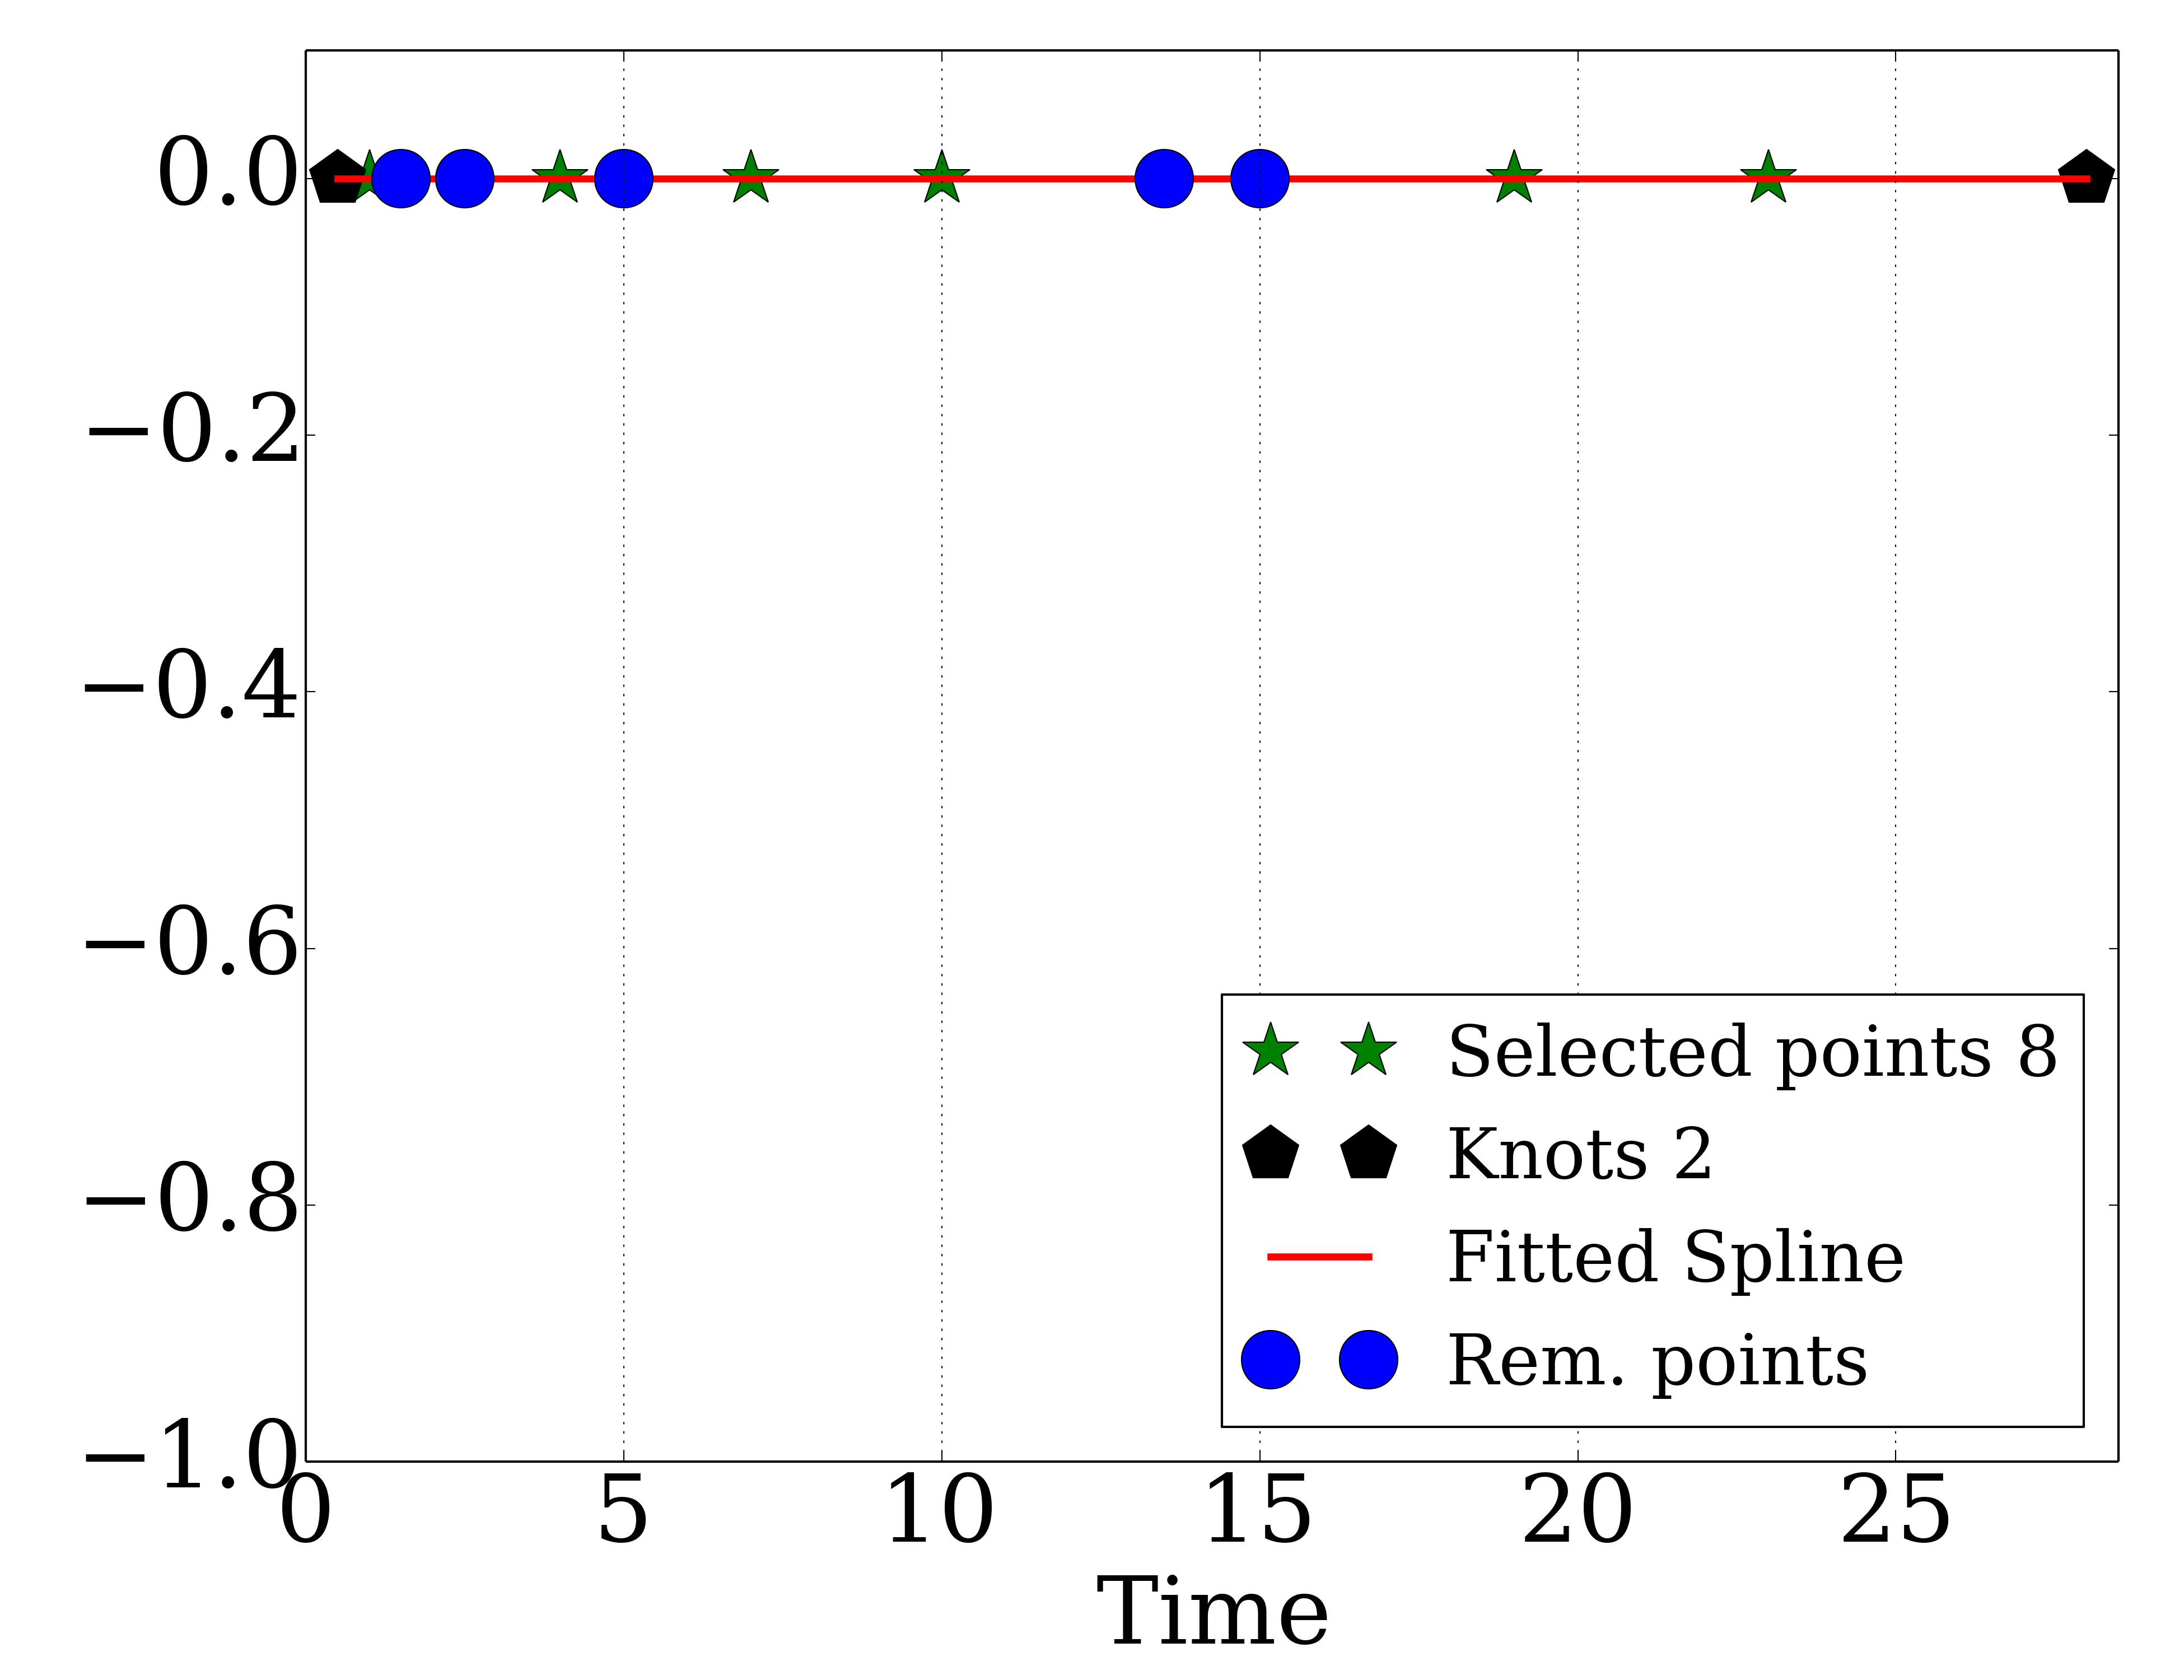 0.0
−0.2
−0.4
−0.6
−0.8
−1.0
Selected points 8
Knots 2
Fitted Spline
Rem. points
0 5 10 15 20 25
Time